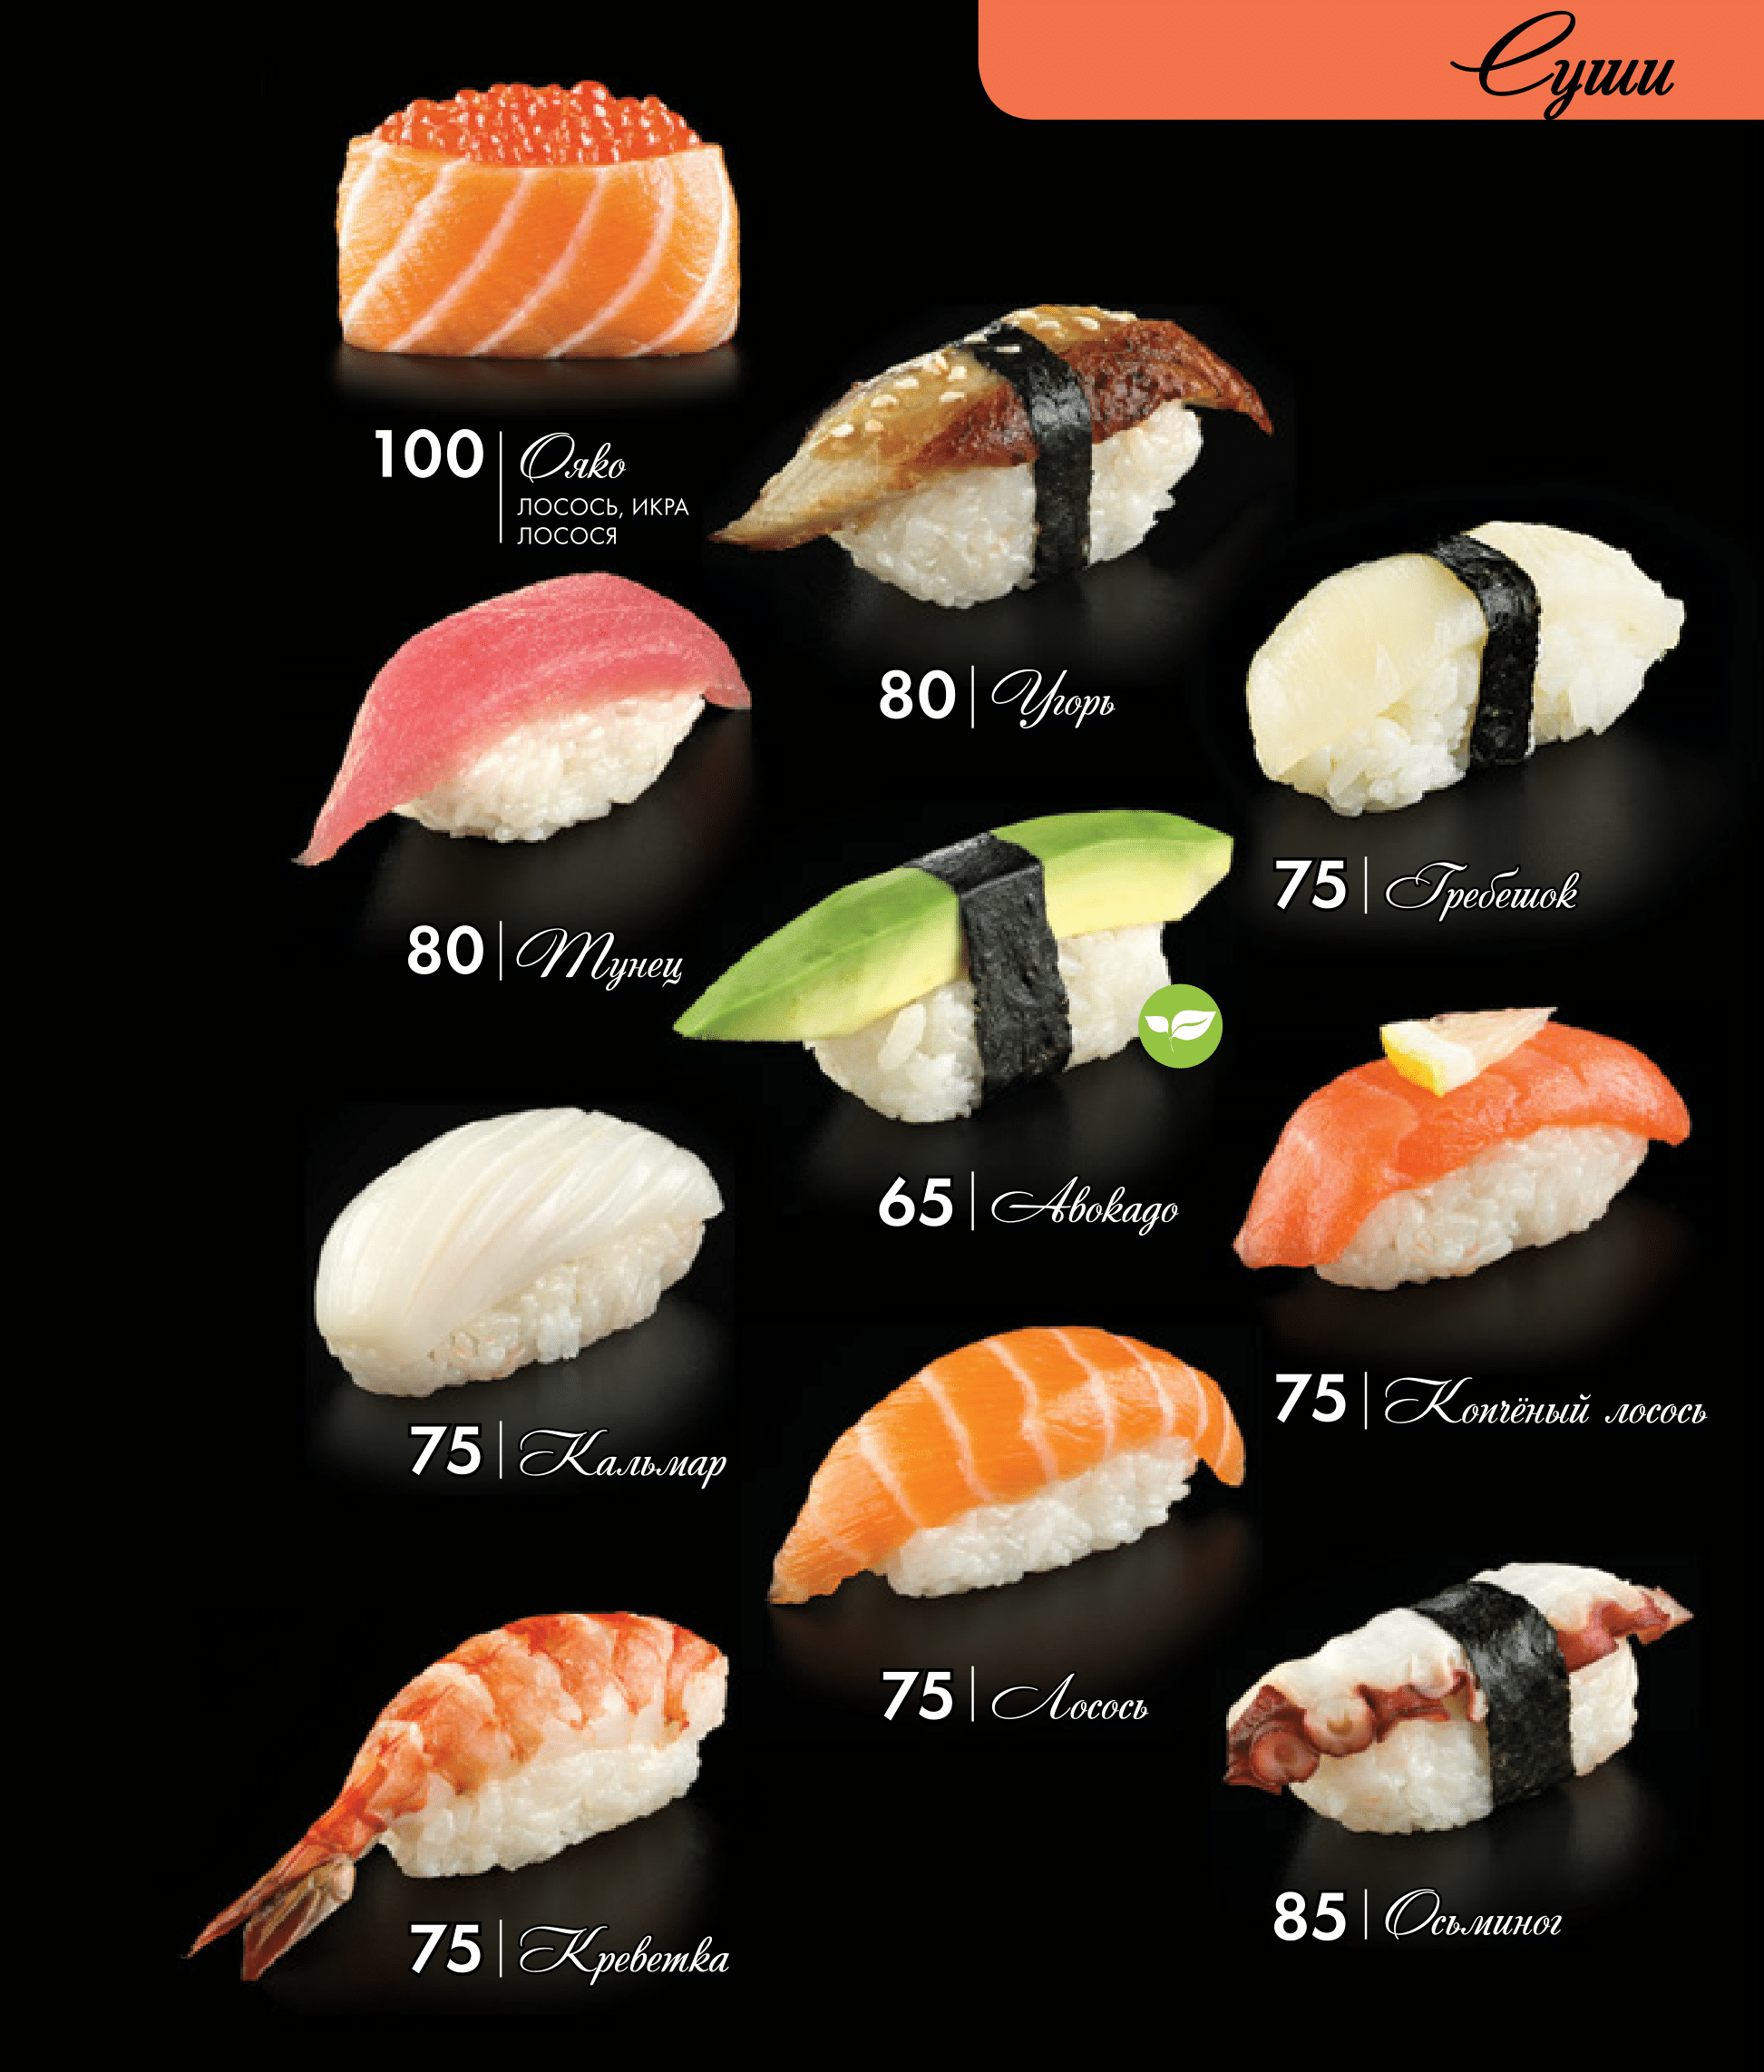 Суши
100 Ояко
ЛОСОСЬ, ИКРА
ЛОСОСЯ
80 Угорь
75 Гребешок
80 Тунец
65 Авокадо
75 Копчёный лосось
75 Кальмар
75 Лосось
85 Осьминог
75 Креветка